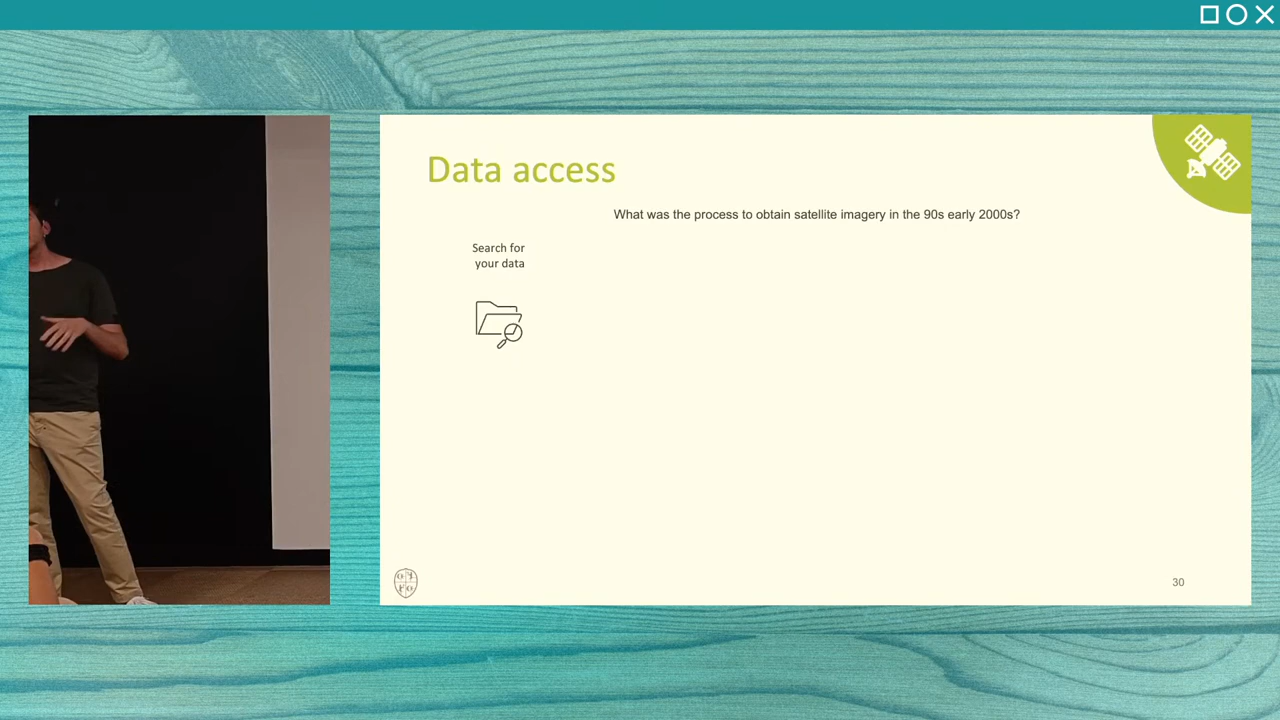 Data access
What was the process to obtain satellite imagery in the 90s early 2000s?
Search for
your data
30